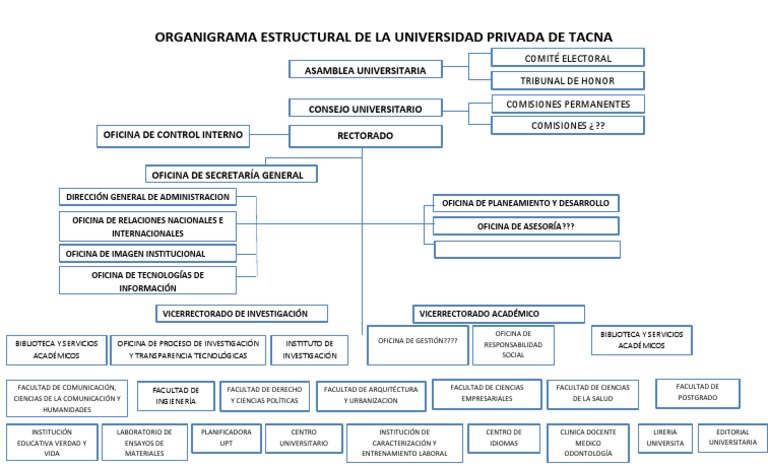 ORGANIGRAMA ESTRUCTURAL DE LA UNIVERSIDAD PRIVADA DE TACNA
ASAMBLEA UNIVERSITARIA
COMITÉ ELECTORAL
TRIBUNAL DE HONOR
CONSEJO UNIVERSITARIO
COMISIONES PERMANENTES
COMISIONES ¿ ??
OFICINA DE CONTROL INTERNO
RECTORADO
OFICINA DE SECRETARÍA GENERAL
DIRECCIÓN GENERAL DE ADMINISTRACION
OFICINA DE RELACIONES NACIONALES E
INTERNACIONALES
OFICINA DE IMAGEN INSTITUCIONAL
OFICINA DE TECNOLOGÍAS DE
INFORMACIÓN
OFICINA DE PLANEAMIENTO Y DESARROLLO
OFICINA DE ASESORÍA???
VICERRECTORADO DE INVESTIGACIÓN
VICERRECTORADO ACADÉMICO
BIBLIOTECA Y SERVICIOS
ACADÉMICOS
OFICINA DE PROCESO DE INVESTIGACIÓN
Y TRANSPARENCIA TECNOLÓGICAS
INSTITUTO DE
INVESTIGACIÓN
OFICINA DE GESTIÓN????
OFICINA DE
RESPONSABILIDAD
SOCIAL
BIBLIOTECA Y SERVICIOS
ACADÉMICOS
FACULTAD DE COMUNICACIÓN,
CIENCIAS DE LA COMUNICACIÓN Y
HUMANIDADES
FACULTAD DE
INGIENERÍA
FACULTAD DE DERECHO
Y CIENCIAS POLÍTICAS
FACULTAD DE ARQUITÉCTURA
Y URBANIZACION
FACULTAD DE CIENCIAS
EMPRESARIALES
FACULTAD DE CIENCIAS
DE LA SALUD
FACULTAD DE
POSTGRADO
INSTITUCIÓN
EDUCATIVA VERDAD Y
VIDA
LABORATORIO DE
ENSAYOS DE
MATERIALES
PLANIFICADORA
UPT
CENTRO
UNIVERSITARIO
INSTITUCIÓN DE
CARACTERIZACIÓN Y
ENTRENAMIENTO LABORAL
CENTRO DE
IDIOMAS
CLINICA DOCENTE
MEDICO
ODONTOLOGÍA
LIRERIA
UNIVERSITA
EDITORIAL
UNIVERSITARIA